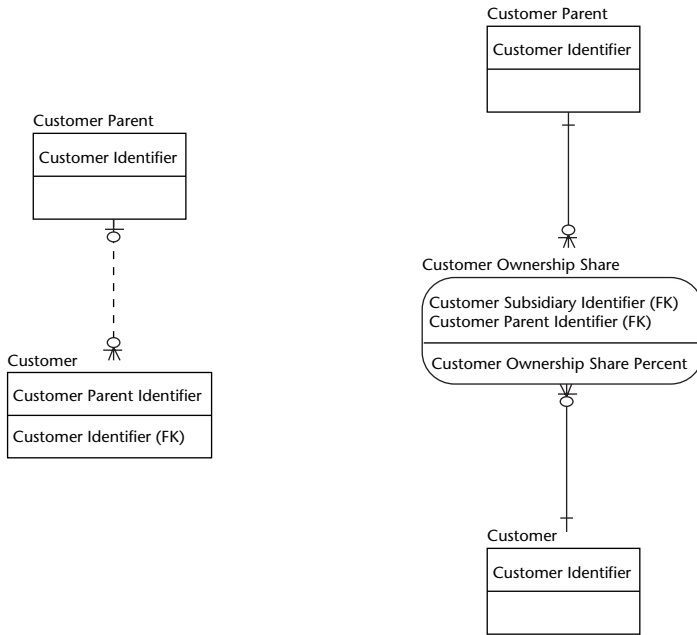 Customer Parent
Customer Identifier
Customer Parent Identifier
Customer Identifier (FK)
Customer
Customer Parent
Customer Identifier
Customer Ownership Share
Customer Subsidiary Identifier (FK)
Customer Parent Identifier (FK)
Customer Ownership Share Percent
Customer
Customer Identifier